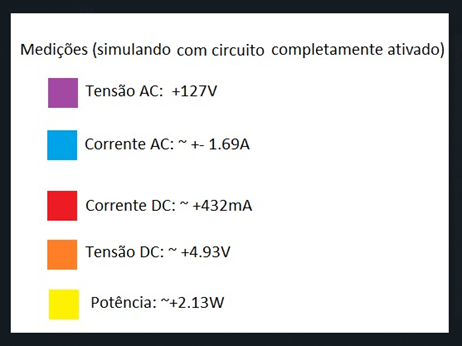 Medições (simulando com circuito completamente ativado)
Tensão AC: +127V
Corrente AC: ~ +- 1.69A
Corrente DC: ~ +432mA
Tensão DC: ~ +4.93V
Potência: ~+2.13W